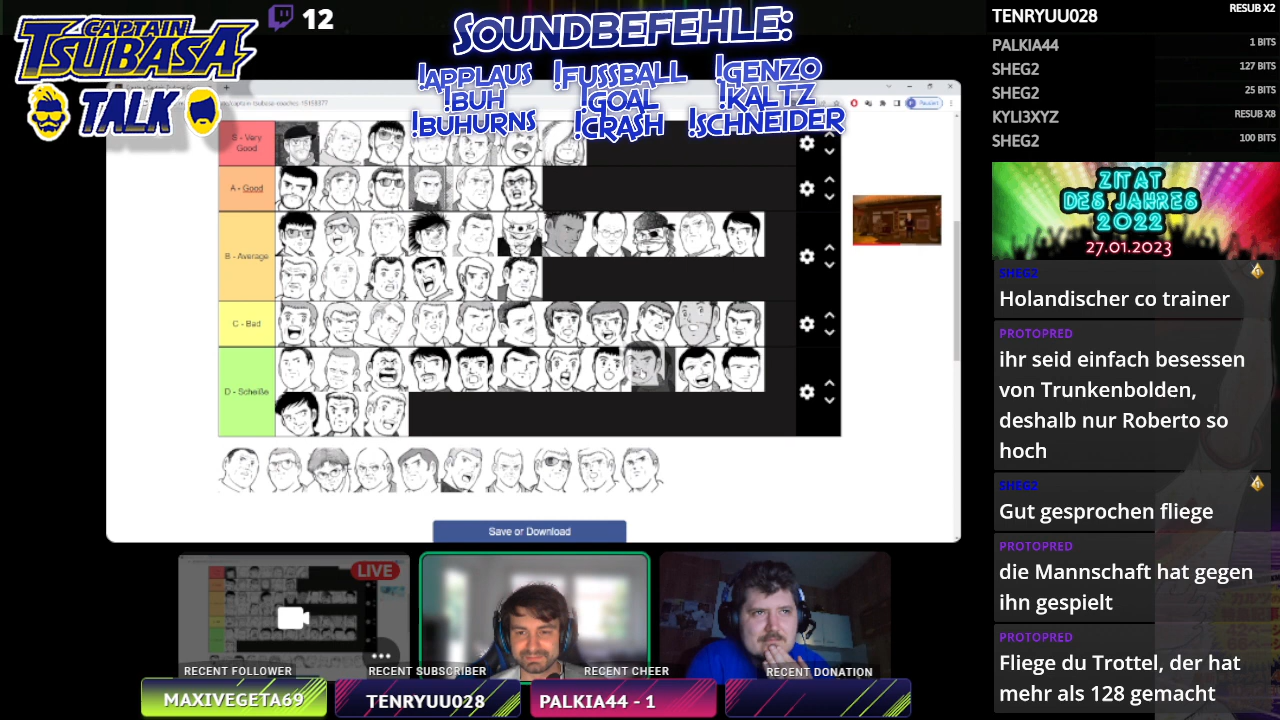 CAPTAIN
TSUBASA
TALK
12
SOUNDBEFEHLE:
!APPLAUS !FUSSBALL !GENZO
!BUH !GOAL !KALTZ
!BUHURNS !CRASH !SCHNEIDER
S - Very
Good
A - Good
B - Average
C - Bad
D - Scheiße
Save or Download
LIVE
RECENT FOLLOWER
MAXIVEGETA69
RECENT SUBSCRIBER
TENRYUU028
RECENT CHEER
PALKIA44 - 1
RECENT DONATION
TENRYUU028 RESUB X2
PALKIA44 1 BITS
SHEG2 127 BITS
SHEG2 25 BITS
KYLI3XYZ RESUB X8
SHEG2 100 BITS
ZITAT
DES JAHRES
2022
27.01.2023
SHEG2
Holandischer co trainer
PROTOPRED
ihr seid einfach besessen
von Trunkenbolden,
deshalb nur Roberto so
hoch
SHEG2
Gut gesprochen fliege
PROTOPRED
die Mannschaft hat gegen
ihn gespielt
PROTOPRED
Fliege du Trottel, der hat
mehr als 128 gemacht